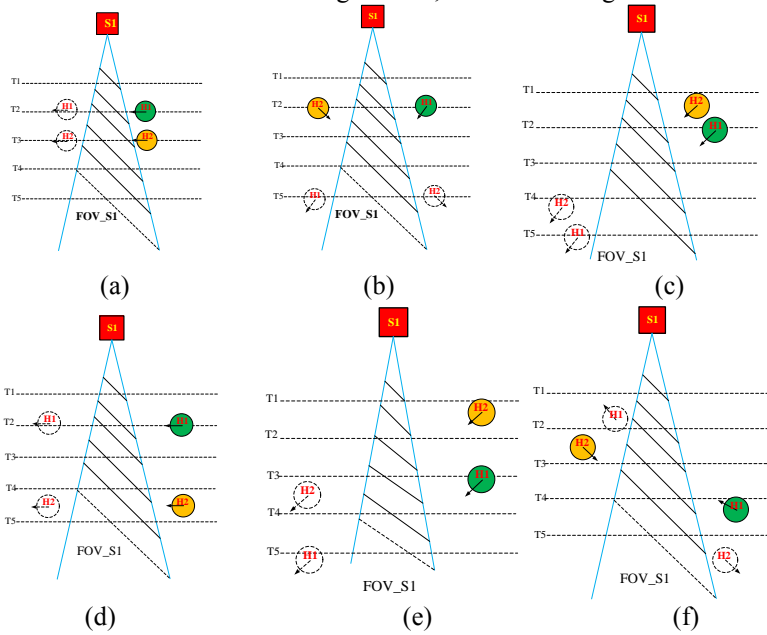 S1
T1
T2 H1 H1
T3 H2 H2
T4
T5
FOV_S1
(a)
S1
T1
T2 H2 H1
T3
T4
T5 H1 H2
FOV_S1
(b)
S1
T1
H2
T2 H1
T3
T4
H2
T5 H1
FOV_S1
(c)
S1
T1
T2 H1 H1
T3
T4
H2 H2
T5
FOV_S1
(d)
S1
T1
H2
T2
T3 H1
H2
T4
T5 H1
FOV_S1
(e)
S1
T1
H1
T2
H2
T3
T4 H1
T5
H2
FOV_S1
(f)